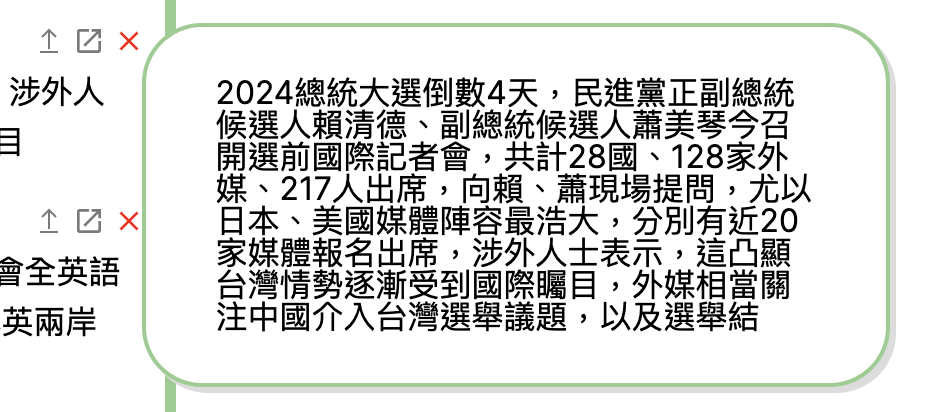 涉外人
目
會全英語
英兩岸
2024總統大選倒數4天，民進黨正副總統
候選人賴清德、副總統候選人蕭美琴今召
開選前國際記者會，共計28國、128家外
媒、217人出席，向賴、蕭現場提問，尤以
日本、美國媒體陣容最浩大，分別有近20
家媒體報名出席，涉外人士表示，這凸顯
台灣情勢逐漸受到國際矚目，外媒相當關
注中國介入台灣選舉議題，以及選舉結